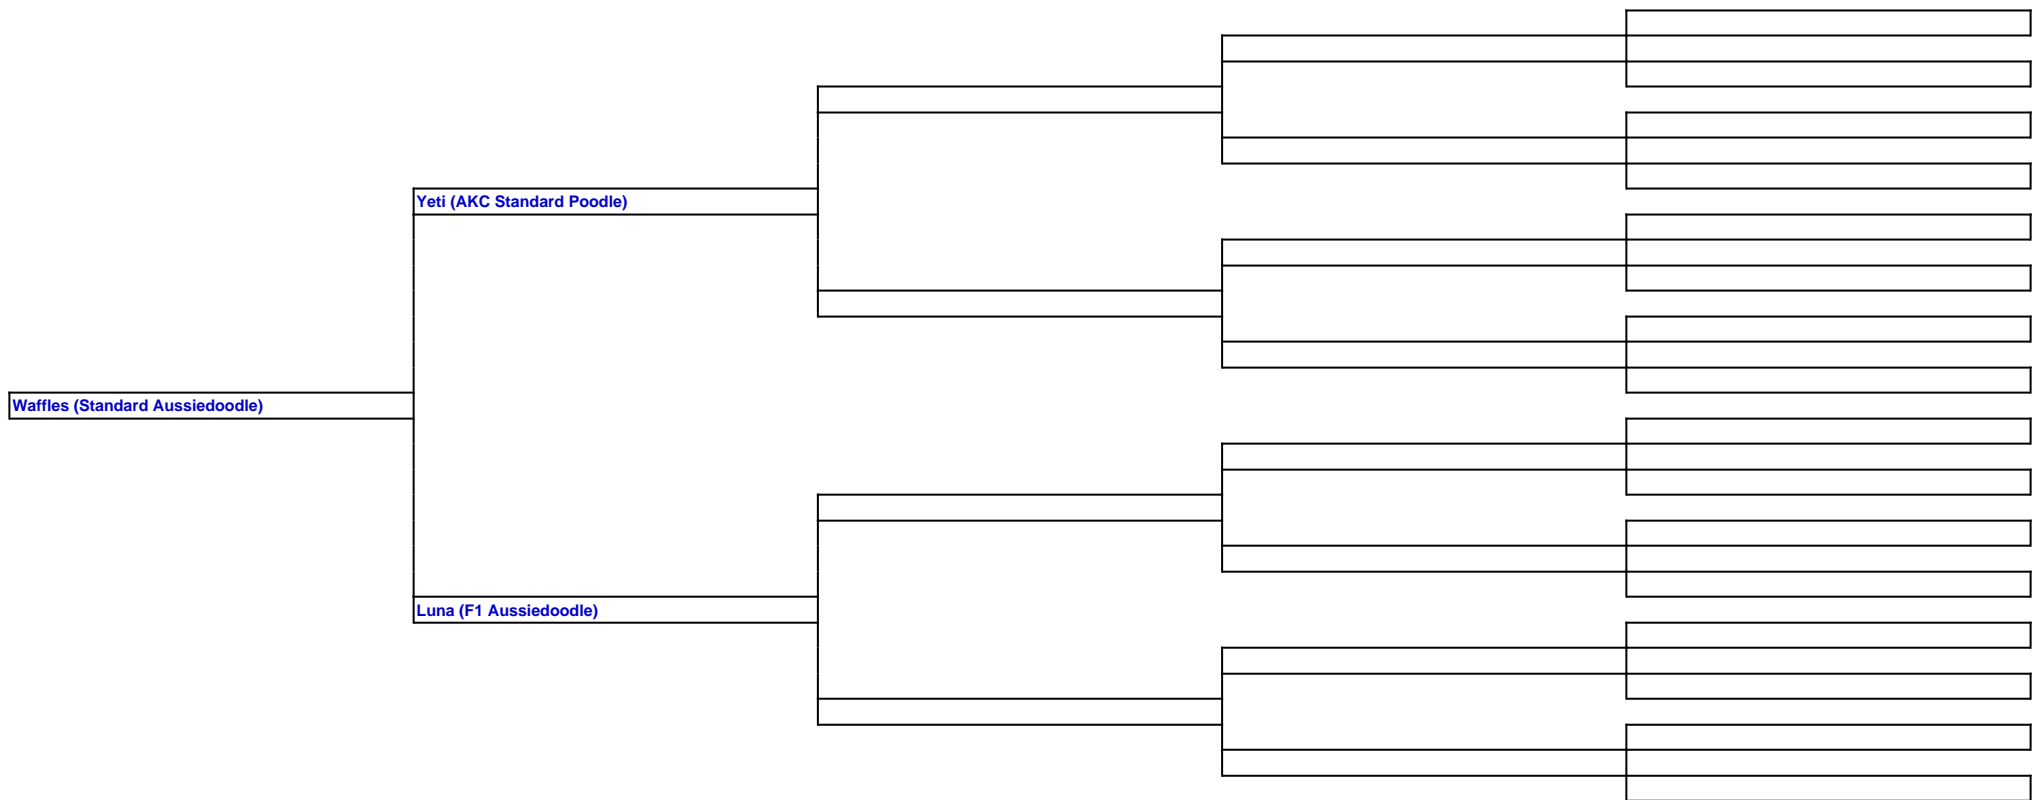 Yeti (AKC Standard Poodle)
Waffles (Standard Aussiedoodle)
Luna (F1 Aussiedoodle)